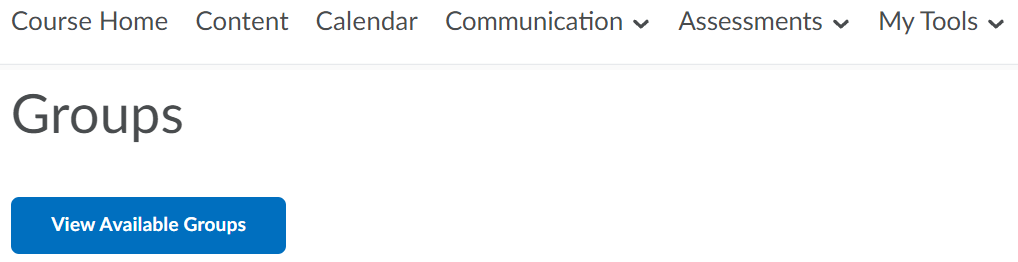 Course Home Content Calendar Communication Assessments My Tools
Groups
View Available Groups